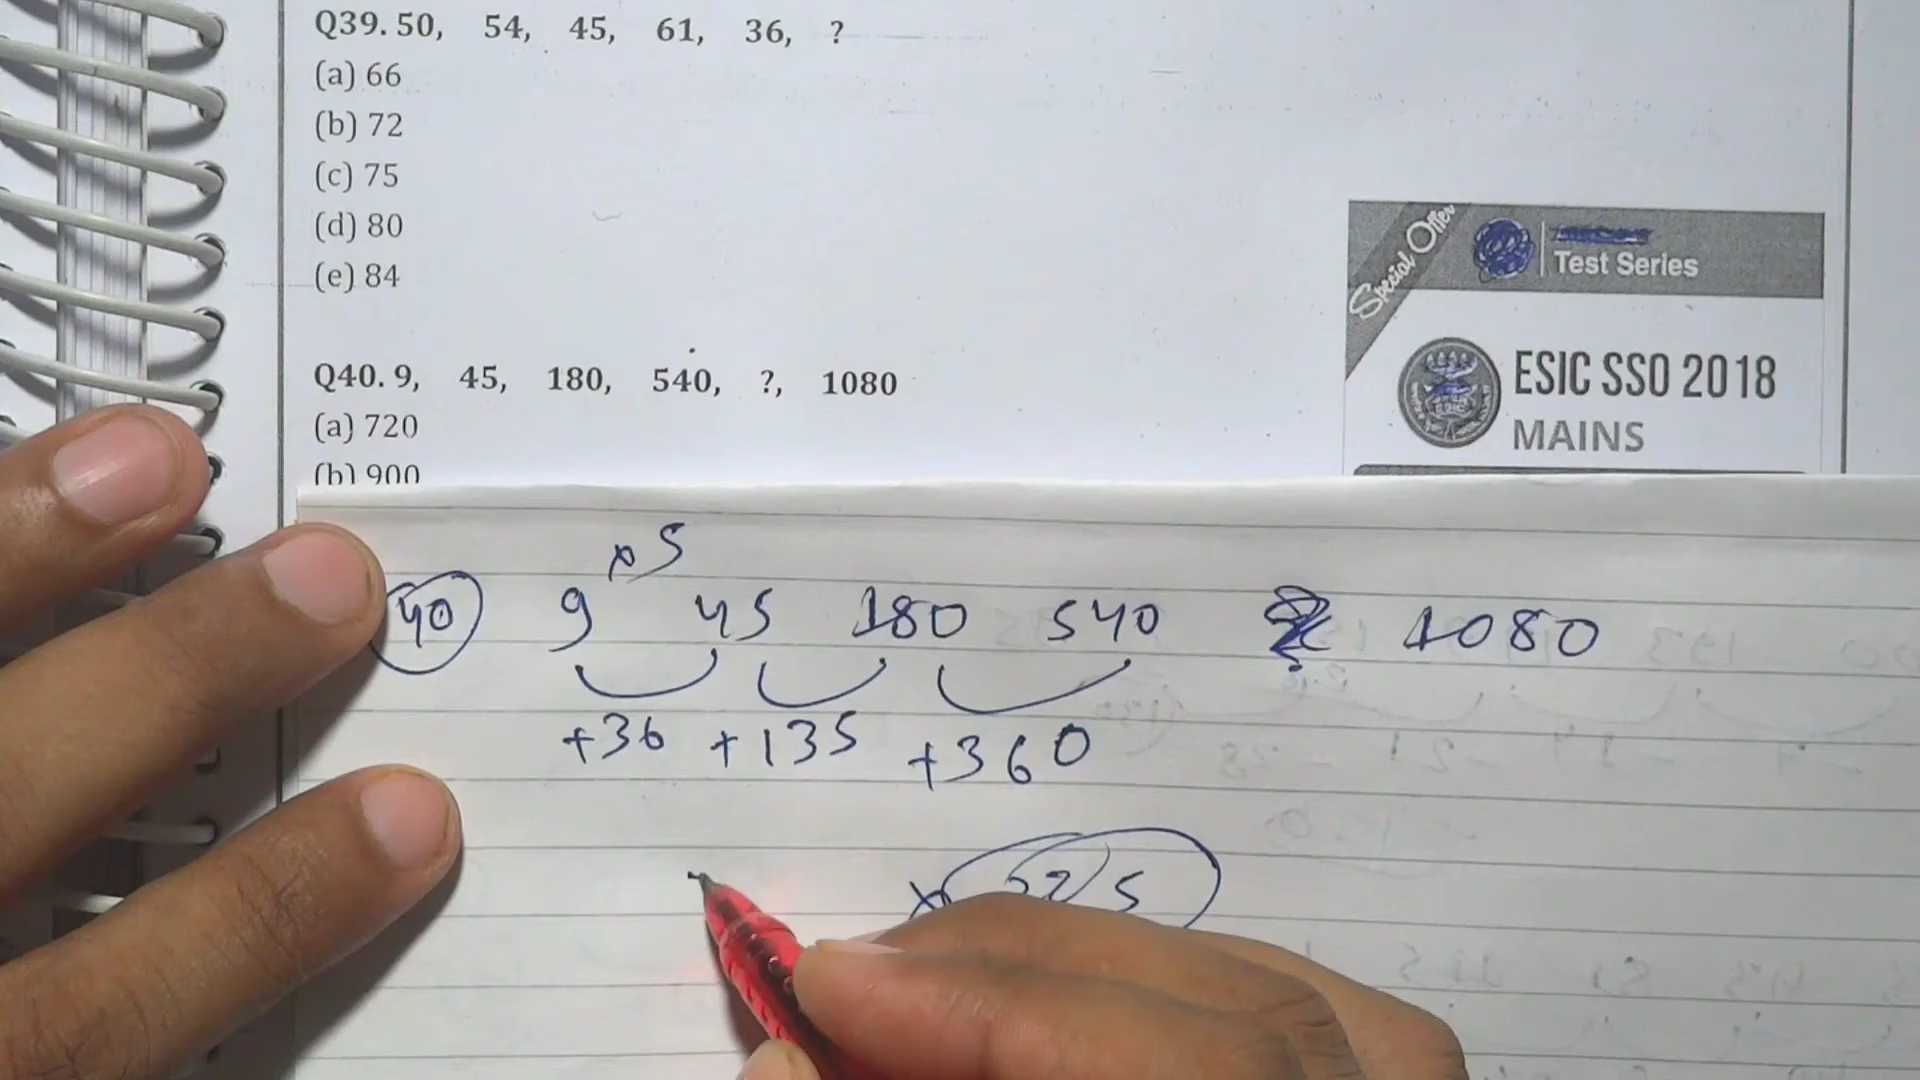 Q39. 50, 54, 45, 61, 36, ?
(a) 66
(b) 72
(c) 75
(d) 80
(e) 84
Special Offer
Test Series
ESIC SSO 2018
MAINS
Q40. 9, 45, 180, 540, ?, 1080
(a) 720
(b) 900
×5
40 9 45 180 540 ? 1080
+36 +135 +360